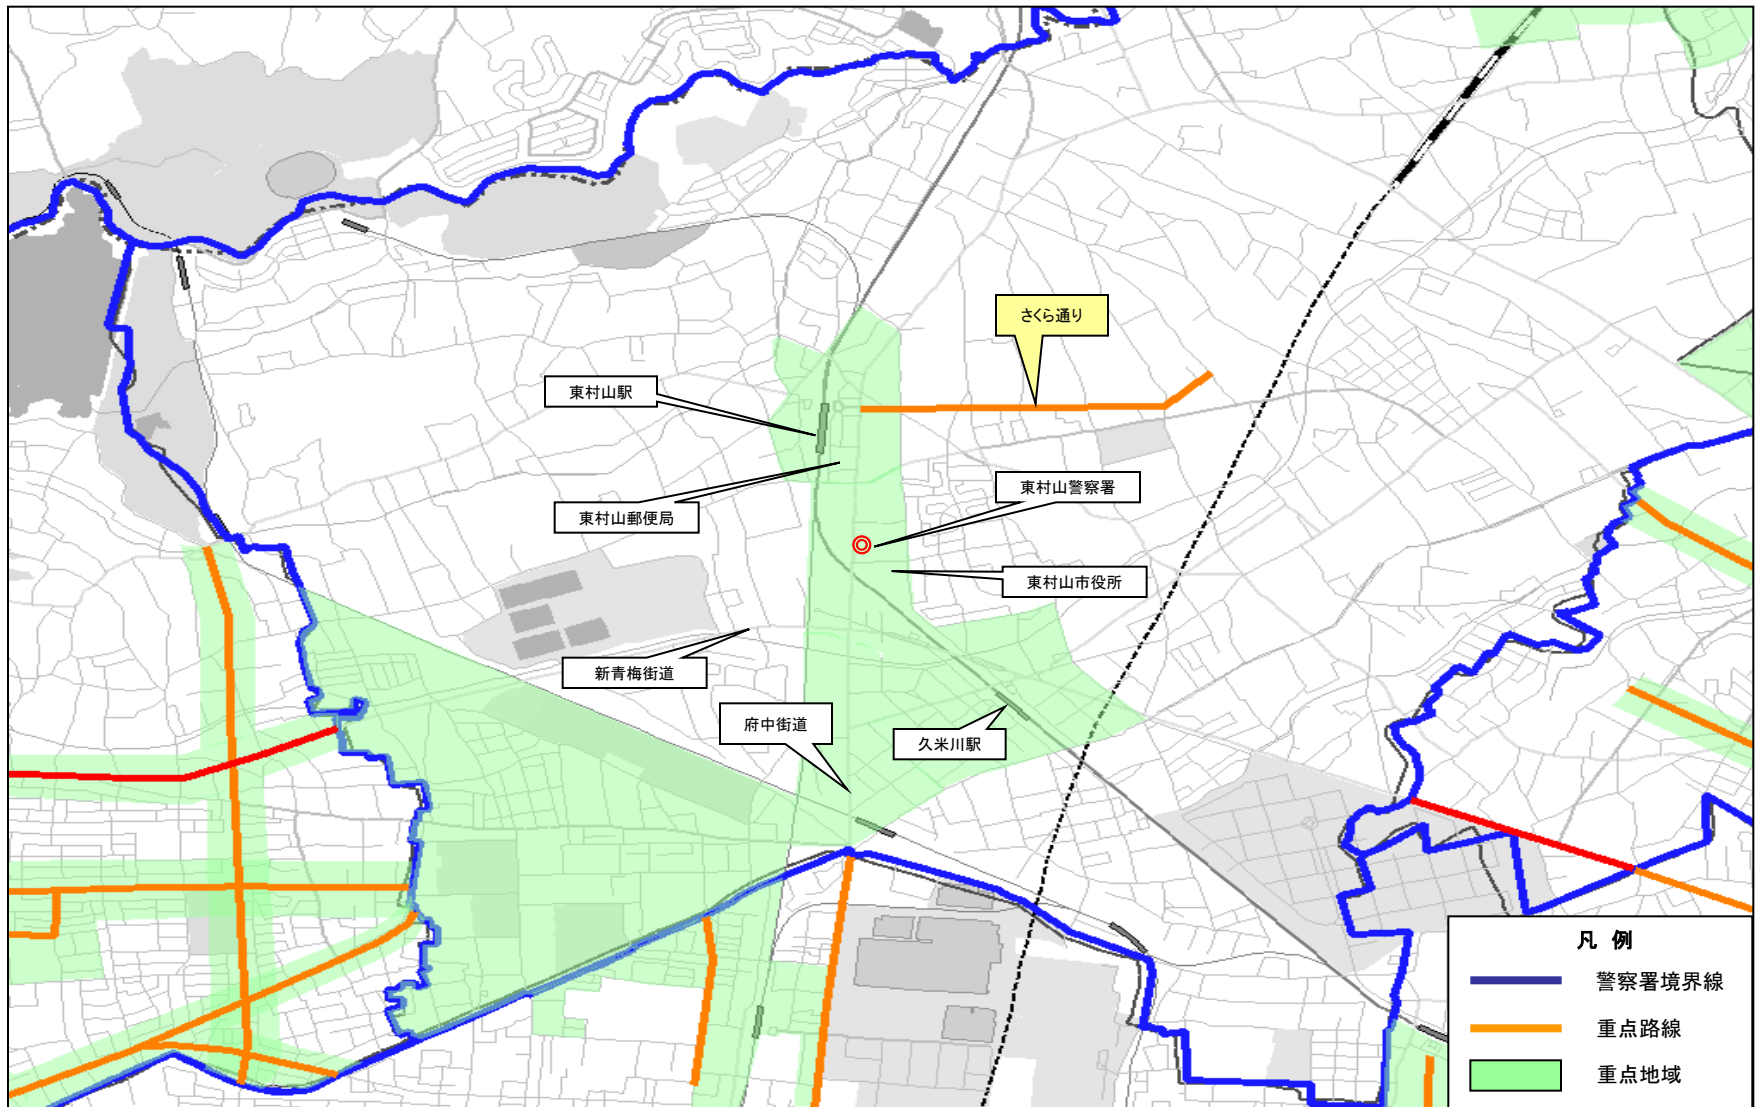 さくら通り
東村山駅
東村山警察署
東村山郵便局
東村山市役所
新青梅街道
府中街道
久米川駅
凡 例
警察署境界線
重点路線
重点地域